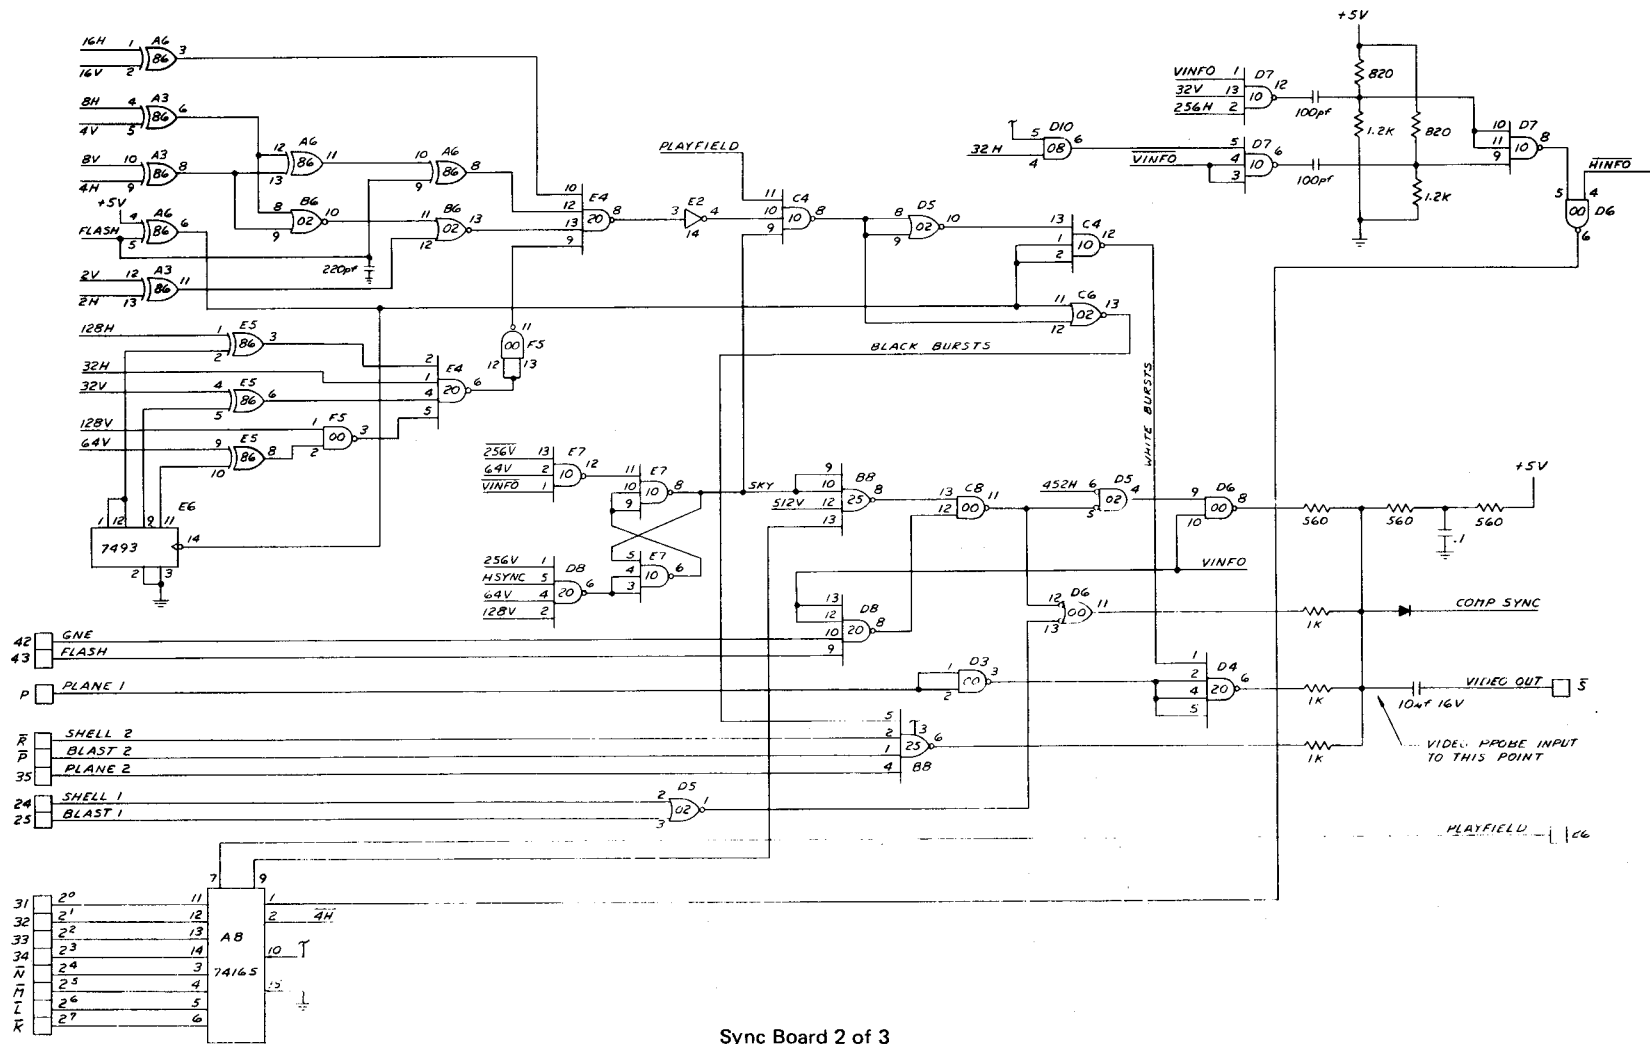 +5V
16H 1 A6 3
16V 2 86
8H 4 A3 6
4V 5 86
8V 10 A3 8
4H 9 86
12 A6 11
13 86
10 A6 8
9 86
+5V 4 A6 6
FLASH 5 86
8 B6 10
9 02
11 B6 13
12 02
220pf
2V 12 A3 11
2H 13 86
10 E4
12 20 8
13
9
3 E2 4
14
PLAYFIELD
11 C4
10 10 8
9
8 D5 10
9 02
13 C4 12
1 10
2
11 C6 13
12 02
BLACK BURSTS
WHITE BURSTS
5 D10 6
32H 4 08
VINFO 1 D7 12
32V 13 10
256H 2
100pf
VINFO
5 D7
4 10 6
3
100pf
820
1.2K
820
1.2K
10 D7 8
11 10
9
HINFO
5 4
00 D6
6
128H 1 E5 3
2 86
32H
32V 4 E5 6
5 86
128V
64V 9 E5 8
10 86
1 F5 3
2 00
2 E4
1 20 6
4
5
11
00 F5
12 13
E6
1 12 9 11
7493 14
2 3
256V 13 E7 12
64V 2 10
VINFO 1
11 E7
10 10 8
9
SKY
512V
9 B8
10 25 8
12
13
13 C8 11
12 00
452H 6 D5 4
5 02
9 D6 8
10 00
560
560
560
+5V
.1
256V 1
HSYNC 5 D8 6
64V 4 20
128V 2
5 E7
4 10 6
3
VINFO
13 D8
12 20 8
10
9
12 D6 11
13 00
1K
COMP SYNC
42 GNE
43 FLASH
P PLANE 1
1 D3 3
2 00
1 D4
2 20 6
4
5
1K
10uf 16V
VIDEO OUT S
VIDEO PROBE INPUT
TO THIS POINT
R SHELL 2
P BLAST 2
35 PLANE 2
5 3
2 25 6
1
4 B8
1K
24 SHELL 1
25 BLAST 1
2 D5 1
3 02
PLAYFIELD C6
7 9
31 2⁰ 11 1
32 2¹ 12 2 4H
33 2² 13 A8
34 2³ 14 10
N 2⁴ 3 74165
M 2⁵ 4 15
L 2⁶ 5
K 2⁷ 6
Sync Board 2 of 3